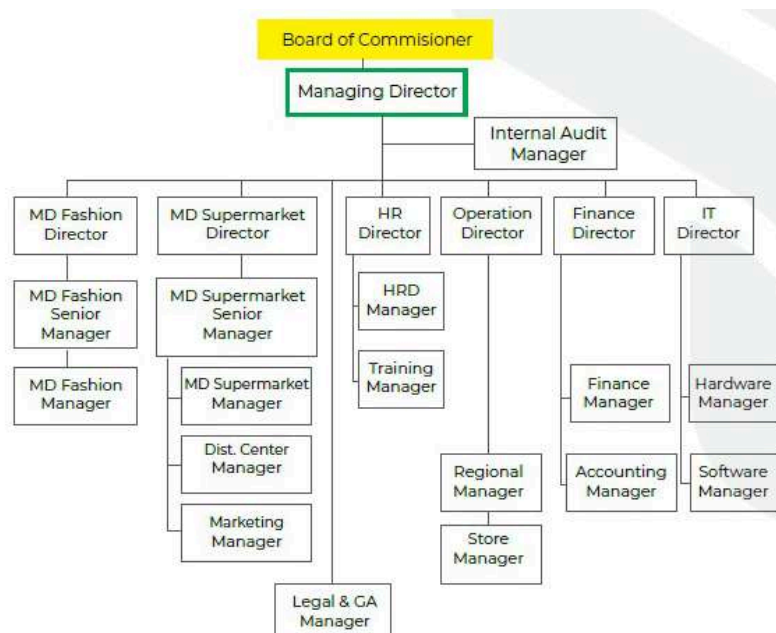 Board of Commisioner
Managing Director
Internal Audit
Manager
MD Fashion
Director
MD Supermarket
Director
HR
Director
Operation
Director
Finance
Director
IT
Director
MD Fashion
Senior
Manager
MD Supermarket
Senior
Manager
HRD
Manager
MD Fashion
Manager
MD Supermarket
Manager
Training
Manager
Finance
Manager
Hardware
Manager
Dist. Center
Manager
Regional
Manager
Accounting
Manager
Software
Manager
Marketing
Manager
Store
Manager
Legal & GA
Manager